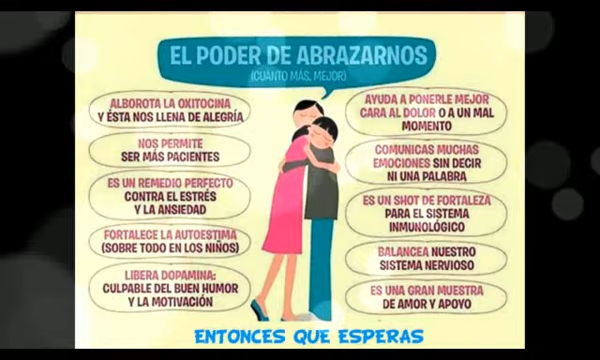 EL PODER DE ABRAZARNOS
(CUÁNTO MÁS, MEJOR)
ALBOROTA LA OXITOCINA
Y ÉSTA NOS LLENA DE ALEGRÍA
NOS PERMITE
SER MÁS PACIENTES
ES UN REMEDIO PERFECTO
CONTRA EL ESTRÉS
Y LA ANSIEDAD
FORTALECE LA AUTOESTIMA
(SOBRE TODO EN LOS NIÑOS)
LIBERA DOPAMINA:
CULPABLE DEL BUEN HUMOR
Y LA MOTIVACIÓN
AYUDA A PONERLE MEJOR
CARA AL DOLOR O A UN MAL
MOMENTO
COMUNICAS MUCHAS
EMOCIONES SIN DECIR
NI UNA PALABRA
ES UN SHOT DE FORTALEZA
PARA EL SISTEMA
INMUNOLÓGICO
BALANCEA NUESTRO
SISTEMA NERVIOSO
ES UNA GRAN MUESTRA
DE AMOR Y APOYO
ENTONCES QUE ESPERAS